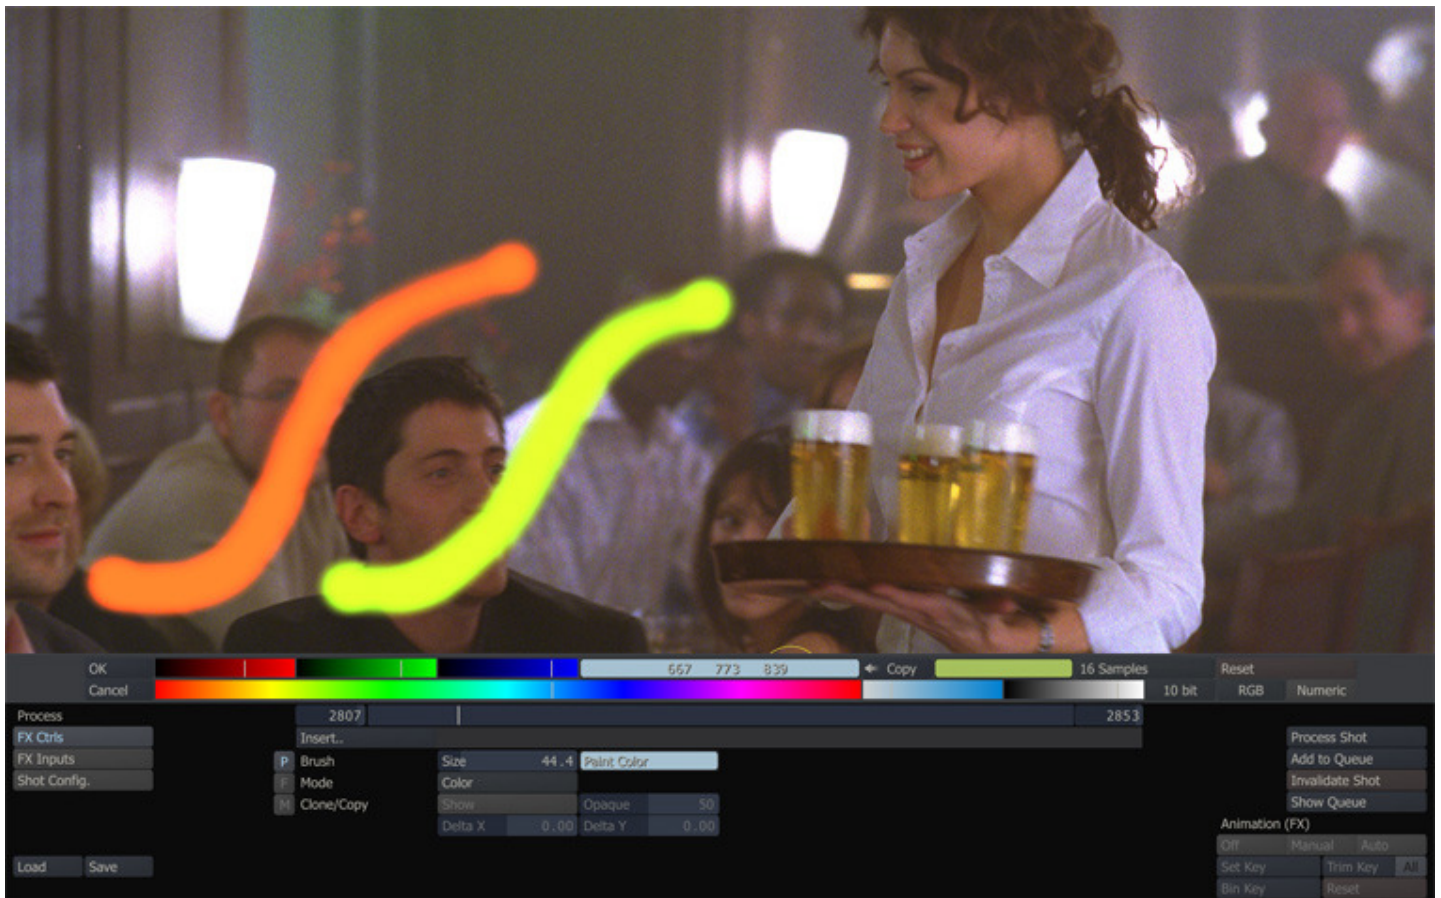 OK 667 773 839 Copy 16 Samples Reset
Cancel 10 bit RGB Numeric
Process 2807 2853
FX Ctrls Insert.. Process Shot
FX Inputs P Brush Size 44.4 Paint Color Add to Queue
Shot Config. F Mode Color Invalidate Shot
M Clone/Copy Show Opaque 50 Show Queue
Delta X 0.00 Delta Y 0.00 Animation (FX)
Off Manual Auto
Load Save Set Key Trim Key All
Bin Key Reset